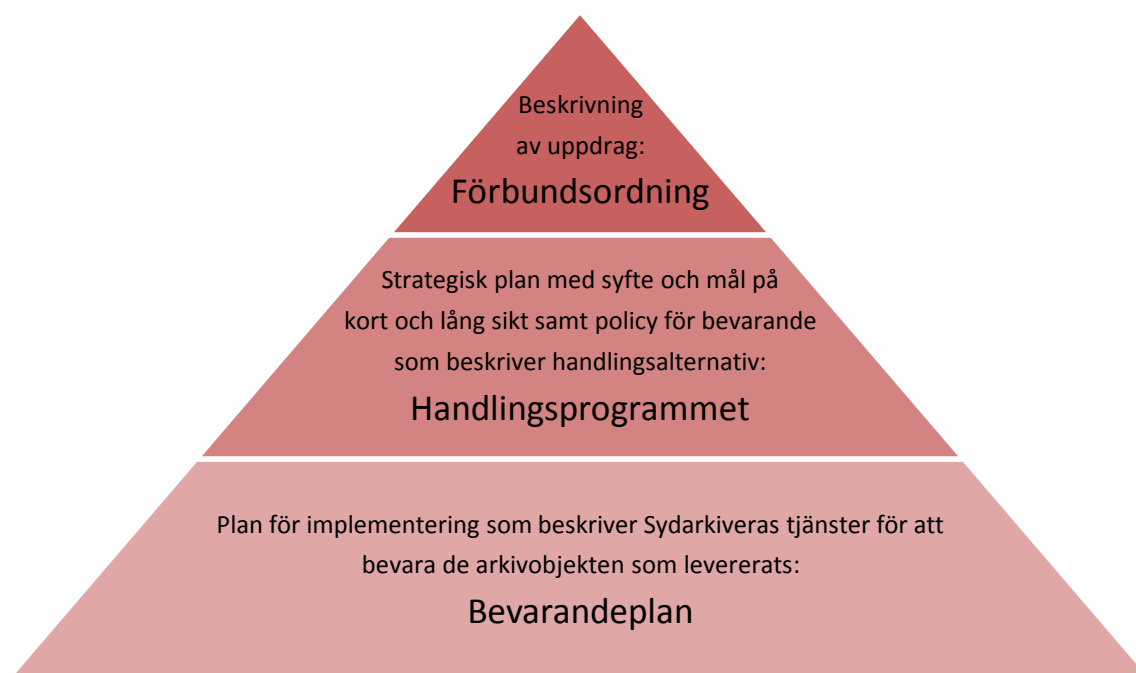 Beskrivning
av uppdrag:
Förbundsordning
Strategisk plan med syfte och mål på
kort och lång sikt samt policy för bevarande
som beskriver handlingsalternativ:
Handlingsprogrammet
Plan för implementering som beskriver Sydarkiveras tjänster för att
bevara de arkivobjekten som levererats:
Bevarandeplan